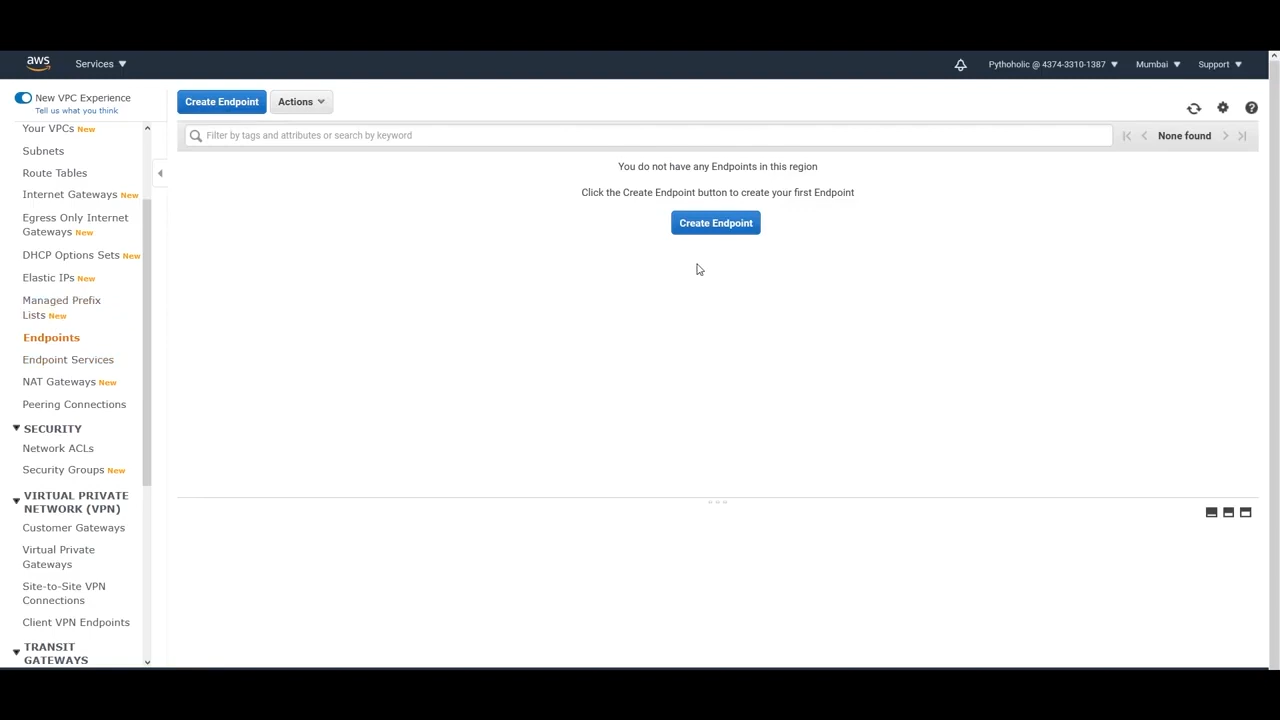 aws
Services
Pythoholic @ 4374-3310-1387
Mumbai
Support
New VPC Experience
Tell us what you think
Your VPCs New
Subnets
Route Tables
Internet Gateways New
Egress Only Internet
Gateways New
DHCP Options Sets New
Elastic IPs New
Managed Prefix
Lists New
Endpoints
Endpoint Services
NAT Gateways New
Peering Connections
SECURITY
Network ACLs
Security Groups New
VIRTUAL PRIVATE
NETWORK (VPN)
Customer Gateways
Virtual Private
Gateways
Site-to-Site VPN
Connections
Client VPN Endpoints
TRANSIT
GATEWAYS
Create Endpoint
Actions
Filter by tags and attributes or search by keyword
None found
You do not have any Endpoints in this region
Click the Create Endpoint button to create your first Endpoint
Create Endpoint